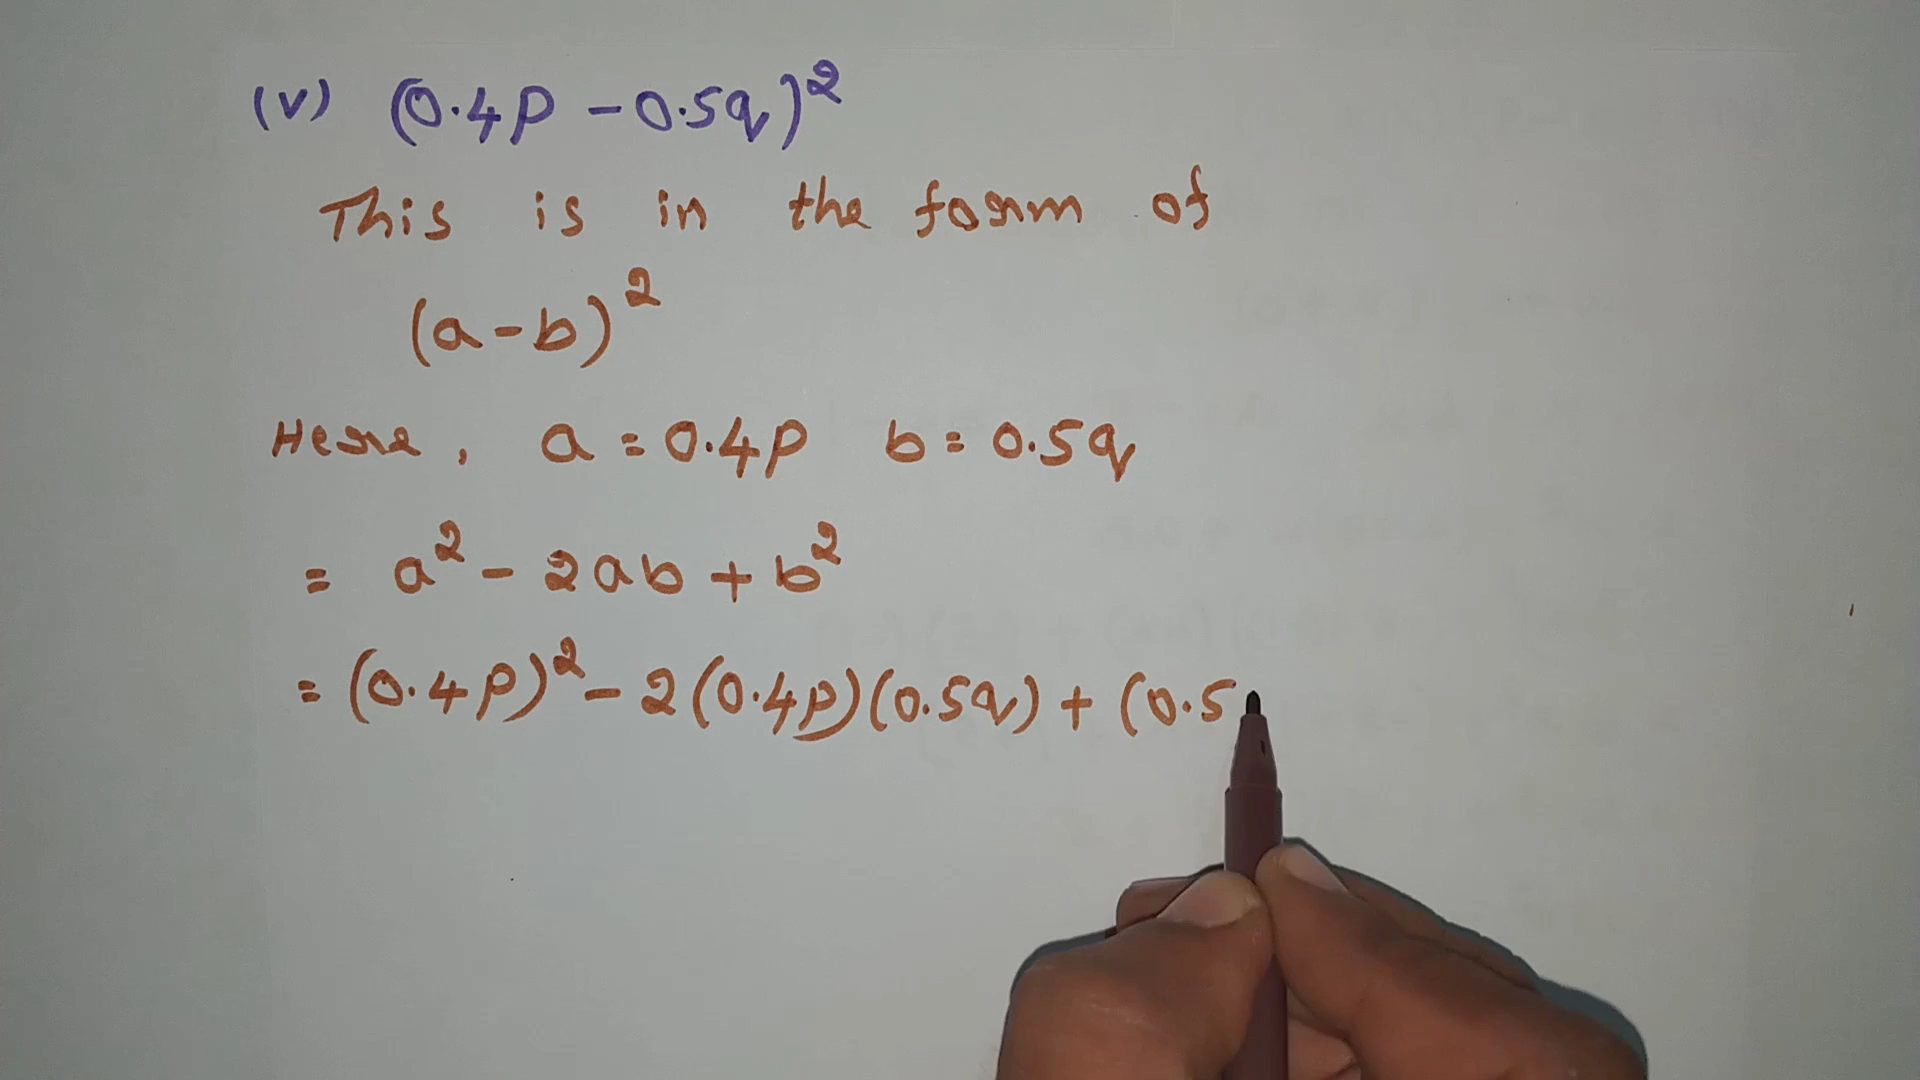 (v) (0.4p - 0.5q)²
This is in the form of
(a-b)²
Here, a = 0.4p b = 0.5q
= a² - 2ab + b²
= (0.4p)² - 2(0.4p)(0.5q) + (0.5